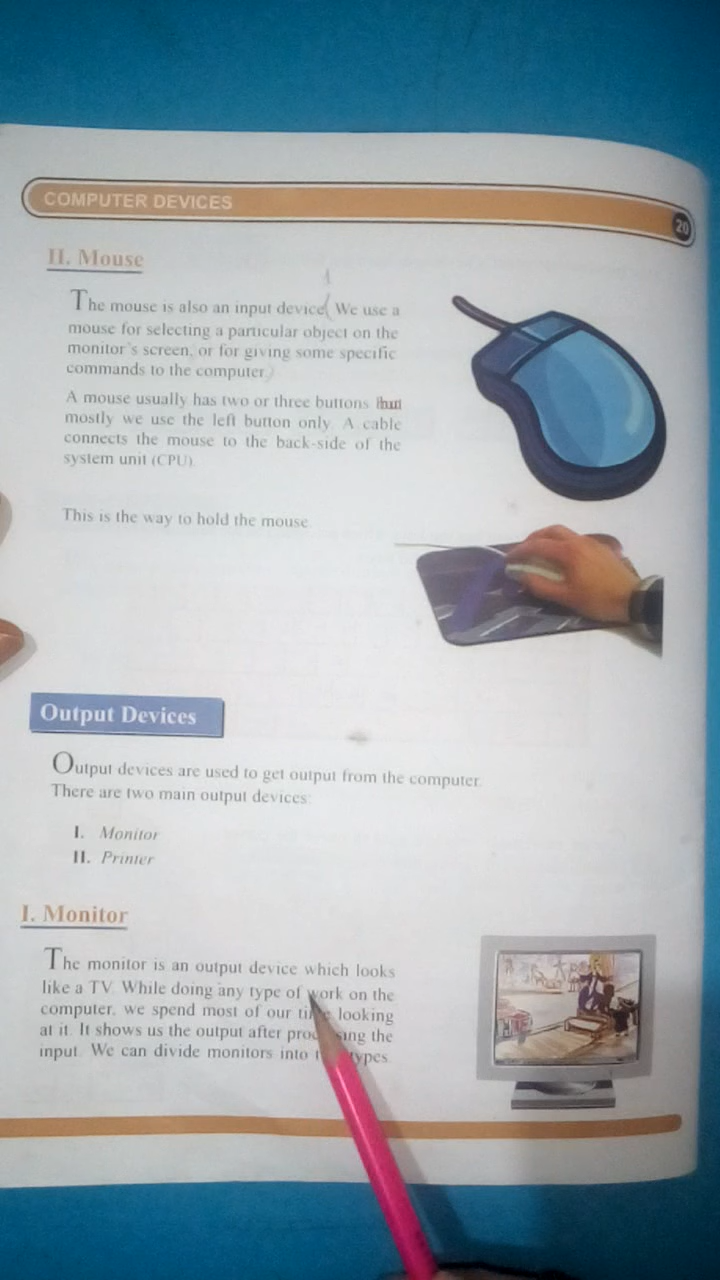 COMPUTER DEVICES
20
II. Mouse
The mouse is also an input device. We use a
mouse for selecting a particular object on the
monitor's screen, or for giving some specific
commands to the computer.
A mouse usually has two or three buttons
mostly we use the left button only. A cable
connects the mouse to the back-side of the
system unit (CPU).
This is the way to hold the mouse.
Output Devices
Output devices are used to get output from the computer.
There are two main output devices:
I. Monitor
II. Printer
I. Monitor
The monitor is an output device which looks
like a TV. While doing any type of work on the
computer, we spend most of our looking
at it. It shows us the output after the
input. We can divide monitors into